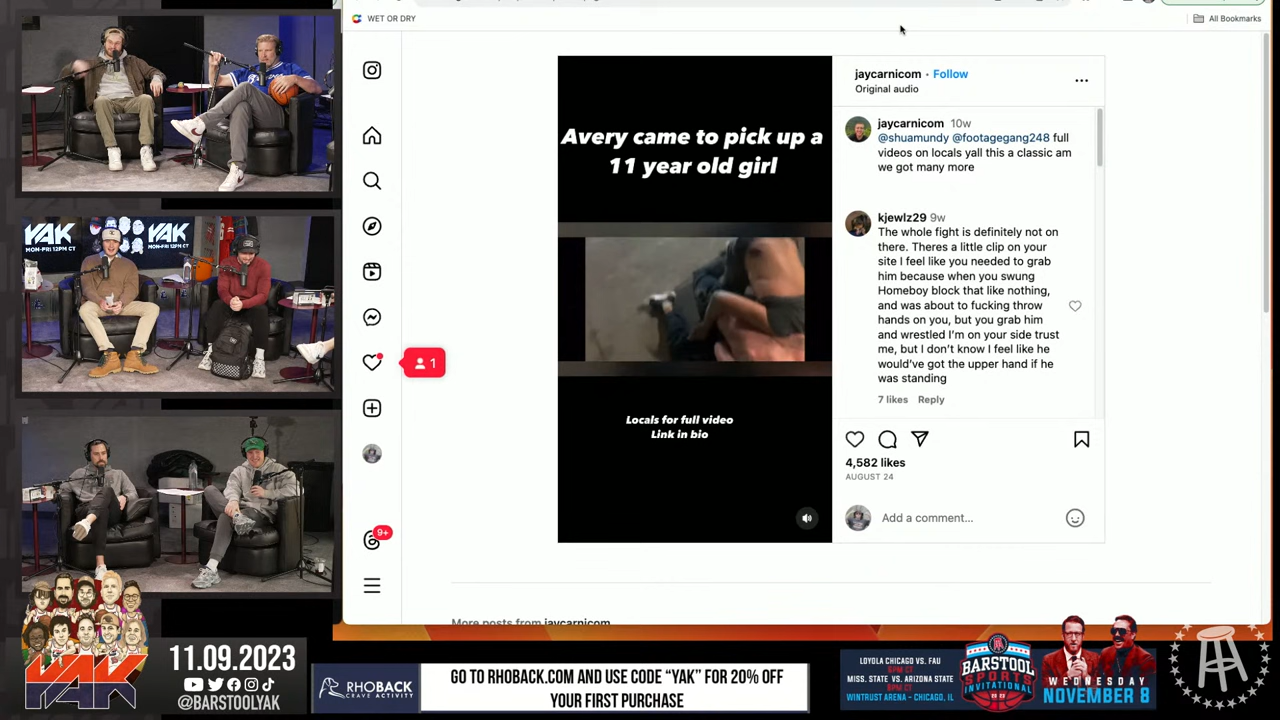 WET OR DRY
All Bookmarks
jaycarnicom · Follow
Original audio
Avery came to pick up a
11 year old girl
Locals for full video
Link in bio
jaycarnicom 10w
@shuamundy @footagegang248 full
videos on locals yall this a classic am
we got many more
kjewlz29 9w
The whole fight is definitely not on
there. Theres a little clip on your
site I feel like you needed to grab
him because when you swung
Homeboy block that like nothing,
and was about to fucking throw
hands on you, but you grab him
and wrestled I'm on your side trust
me, but I don't know I feel like he
would've got the upper hand if he
was standing
7 likes Reply
4,582 likes
AUGUST 24
Add a comment...
1
9+
More posts from jaycarnicom
YAK
MON-FRI 12PM CT
YAK
MON-FRI 12PM CT
YAK
11.09.2023
@BARSTOOLYAK
RHOBACK
CRAVE ACTIVITY
GO TO RHOBACK.COM AND USE CODE "YAK" FOR 20% OFF
YOUR FIRST PURCHASE
LOYOLA CHICAGO VS. FAU
MISS. STATE VS. ARIZONA STATE
WINTRUST ARENA - CHICAGO, IL
BARSTOOL
SPORTS
INVITATIONAL
WEDNESDAY
NOVEMBER 8